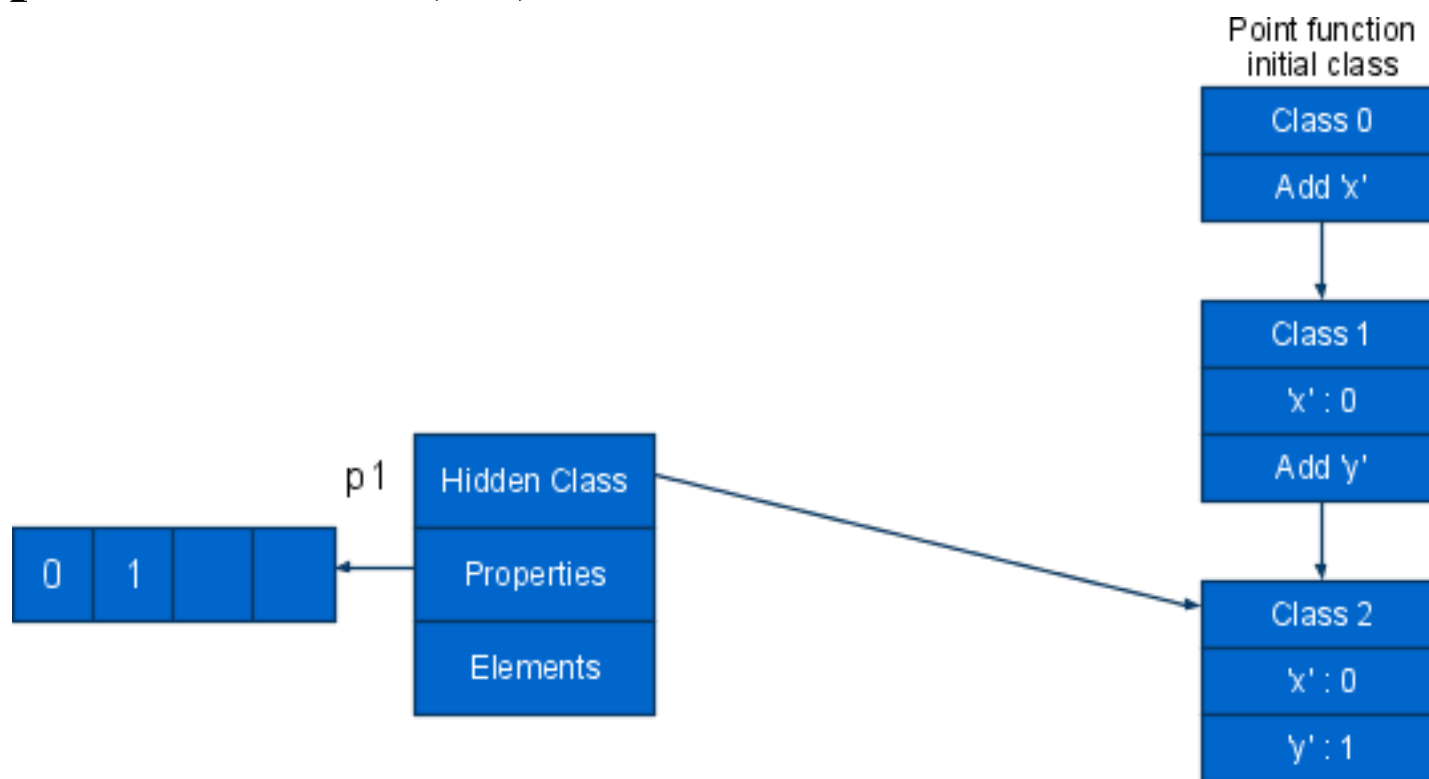 Point function
initial class
Class 0
Add 'x'
Class 1
'x' : 0
Add 'y'
p1
Hidden Class
Properties
Elements
0 1
Class 2
'x' : 0
'y' : 1